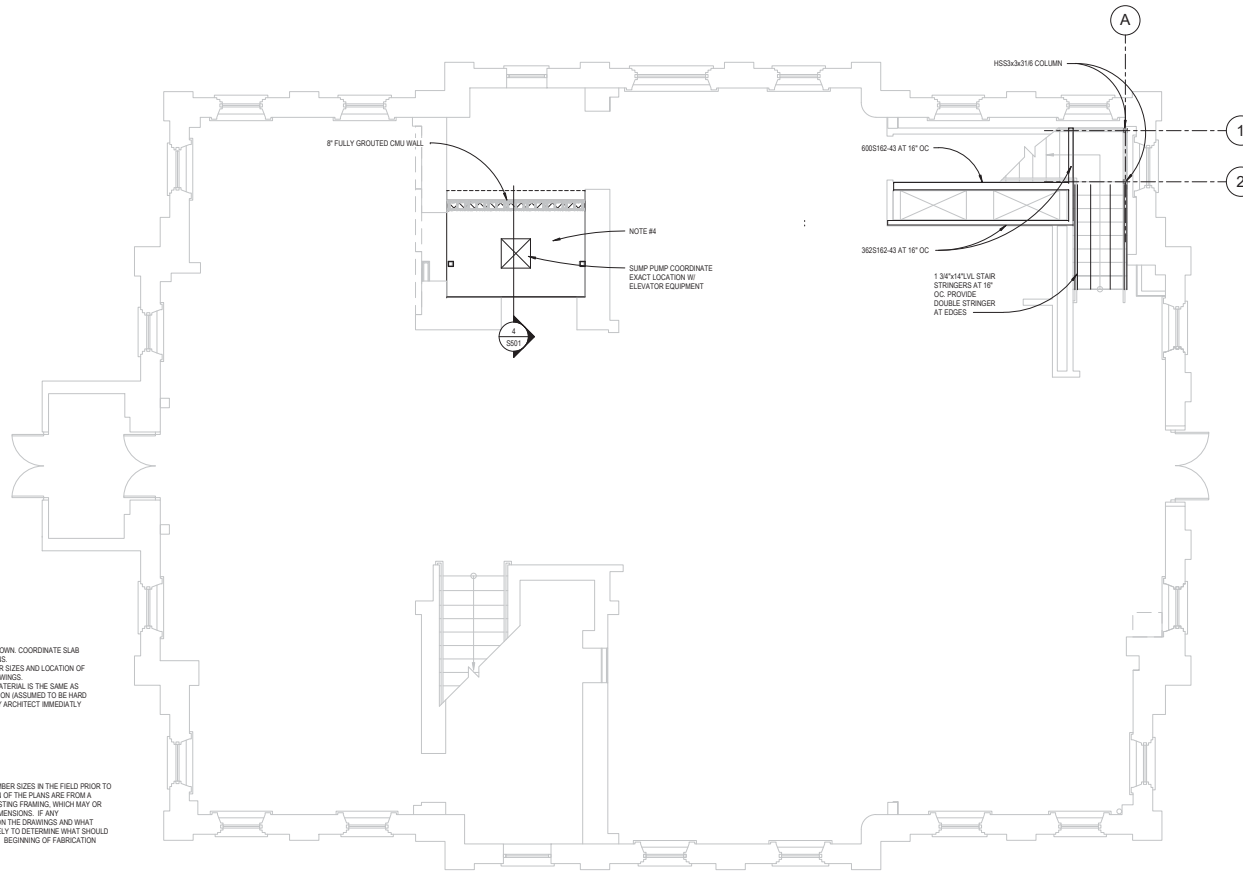 A
HSS3x3x31/6 COLUMN
1
8" FULLY GROUTED CMU WALL
600S162-43 AT 16" OC
2
NOTE #4
362S162-43 AT 16" OC
SUMP PUMP COORDINATE
EXACT LOCATION W/
ELEVATOR EQUIPMENT
1 3/4"x14"LVL STAIR
STRINGERS AT 16"
OC. PROVIDE
DOUBLE STRINGER
AT EDGES
4
S501
OWN. COORDINATE SLAB
NS.
R SIZES AND LOCATION OF
WINGS.
ATERIAL IS THE SAME AS
ION (ASSUMED TO BE HARD
Y ARCHITECT IMMEDIATLY
MBER SIZES IN THE FIELD PRIOR TO
N OF THE PLANS ARE FROM A
STING FRAMING, WHICH MAY OR
MENSIONS. IF ANY
ON THE DRAWINGS AND WHAT
ELY TO DETERMINE WHAT SHOULD
BEGINNING OF FABRICATION